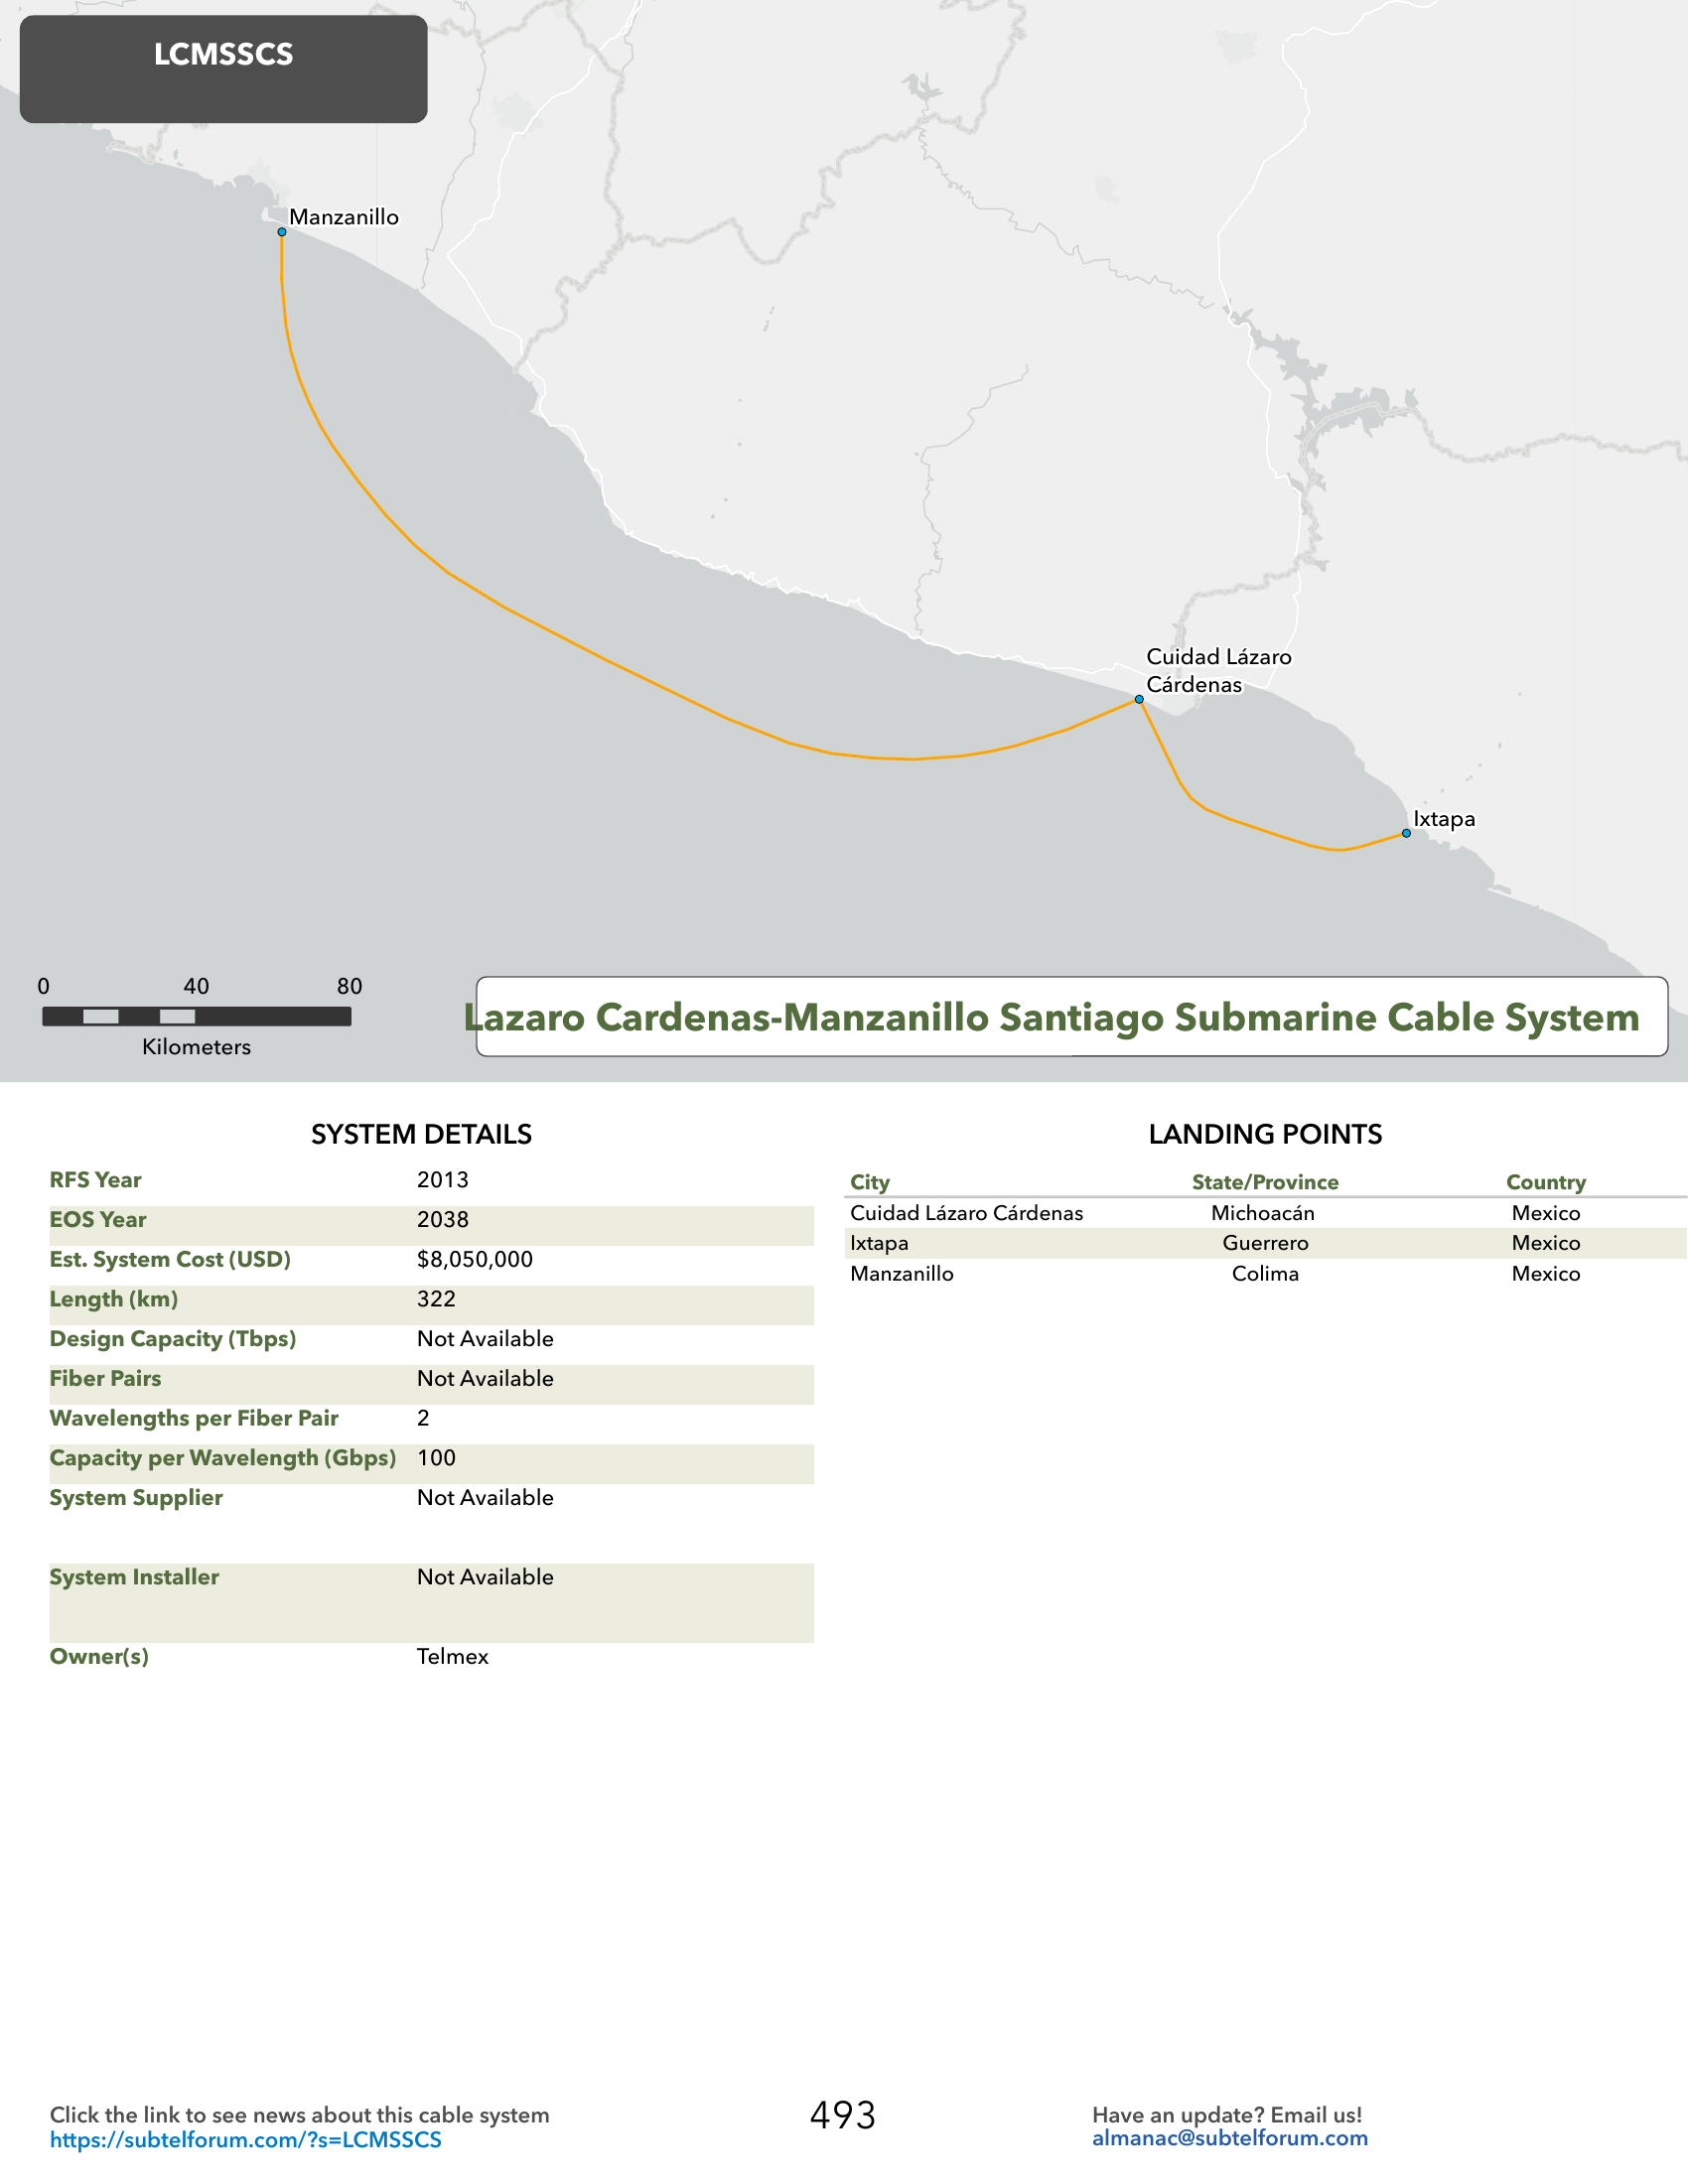 LCMSSCS
Manzanillo
Cuidad Lázaro
Cárdenas
Ixtapa
0 40 80
Kilometers
Lazaro Cardenas-Manzanillo Santiago Submarine Cable System
SYSTEM DETAILS
RFS Year 2013
EOS Year 2038
Est. System Cost (USD) $8,050,000
Length (km) 322
Design Capacity (Tbps) Not Available
Fiber Pairs Not Available
Wavelengths per Fiber Pair 2
Capacity per Wavelength (Gbps) 100
System Supplier Not Available
System Installer Not Available
Owner(s) Telmex
LANDING POINTS
City State/Province Country
Cuidad Lázaro Cárdenas Michoacán Mexico
Ixtapa Guerrero Mexico
Manzanillo Colima Mexico
Click the link to see news about this cable system
https://subtelforum.com/?s=LCMSSCS
493
Have an update? Email us!
almanac@subtelforum.com